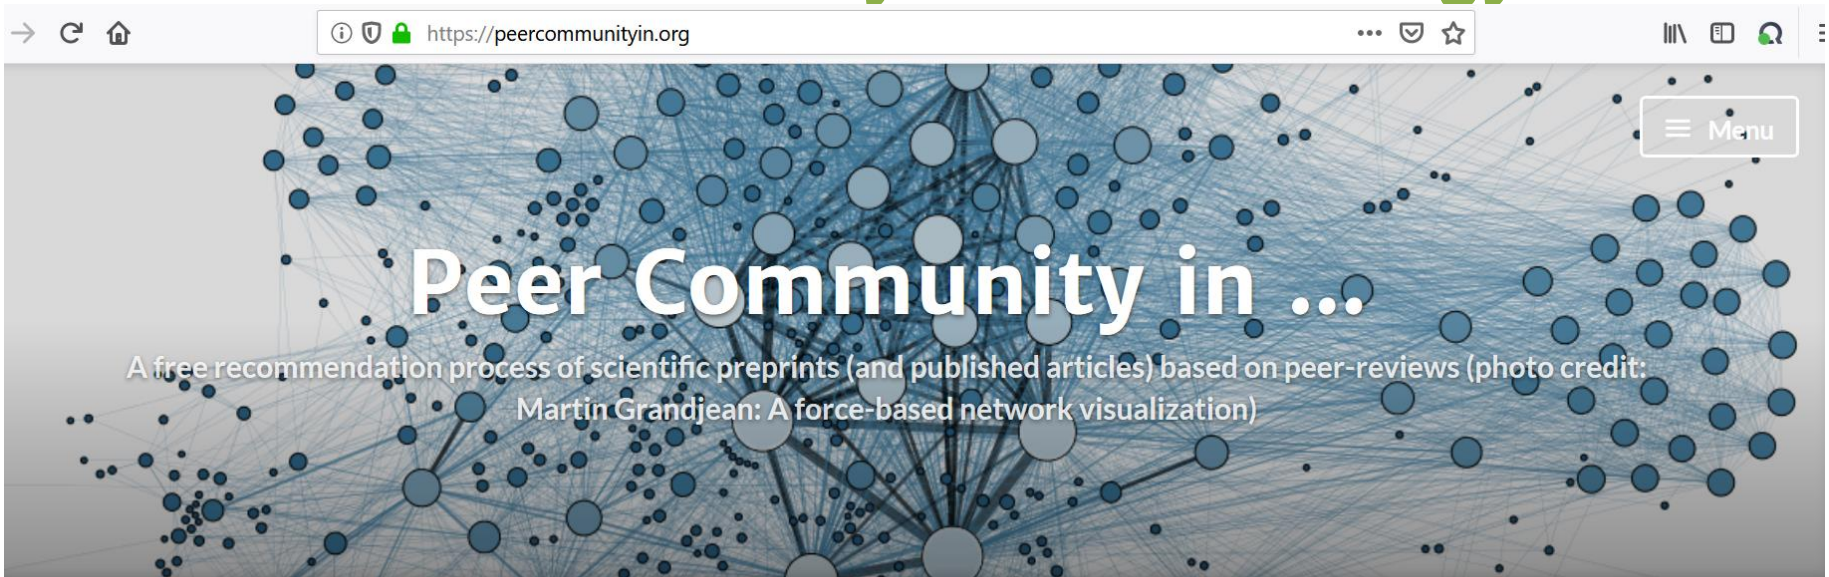 https://peercommunityin.org
Menu
Peer Community in ...
A free recommendation process of scientific preprints (and published articles) based on peer-reviews (photo credit:
Martin Grandjean: A force-based network visualization)